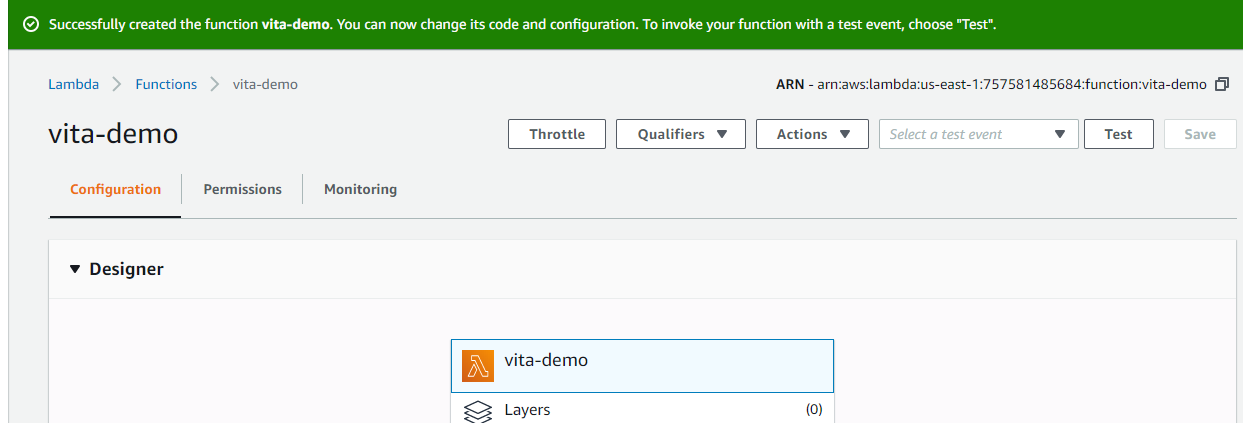 Successfully created the function vita-demo. You can now change its code and configuration. To invoke your function with a test event, choose "Test".
Lambda Functions vita-demo ARN - arn:aws:lambda:us-east-1:757581485684:function:vita-demo
vita-demo Throttle Qualifiers Actions Select a test event Test Save
Configuration Permissions Monitoring
Designer
vita-demo
Layers (0)